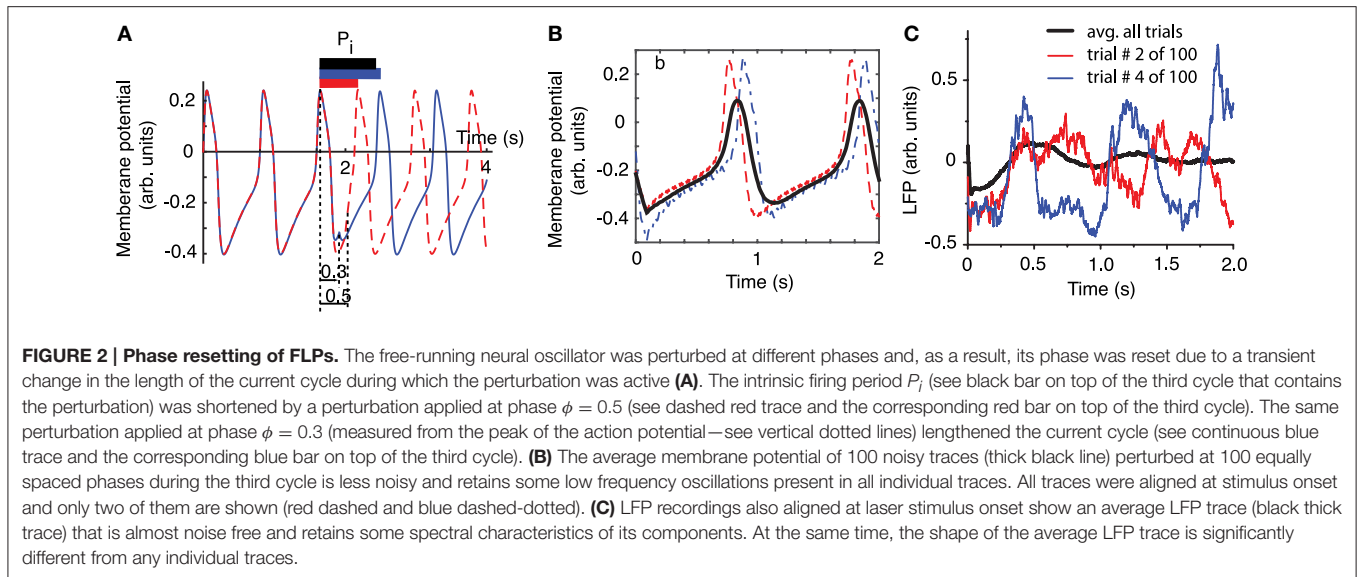 A
P i
Memberane potential
(arb. units)
0.2
0
-0.2
-0.4
Time (s)
2
4
0.3
0.5
B
b
Memberane potential
(arb. units)
0.2
0
-0.2
-0.4
0
1
2
Time (s)
C
avg. all trials
trial # 2 of 100
trial # 4 of 100
LFP (arb. units)
0.5
0
-0.5
0
0.5
1.0
1.5
2.0
Time (s)
FIGURE 2 | Phase resetting of FLPs. The free-running neural oscillator was perturbed at different phases and, as a result, its phase was reset due to a transient
change in the length of the current cycle during which the perturbation was active (A). The intrinsic firing period Pi (see black bar on top of the third cycle that contains
the perturbation) was shortened by a perturbation applied at phase ϕ = 0.5 (see dashed red trace and the corresponding red bar on top of the third cycle). The same
perturbation applied at phase ϕ = 0.3 (measured from the peak of the action potential—see vertical dotted lines) lengthened the current cycle (see continuous blue
trace and the corresponding blue bar on top of the third cycle). (B) The average membrane potential of 100 noisy traces (thick black line) perturbed at 100 equally
spaced phases during the third cycle is less noisy and retains some low frequency oscillations present in all individual traces. All traces were aligned at stimulus onset
and only two of them are shown (red dashed and blue dashed-dotted). (C) LFP recordings also aligned at laser stimulus onset show an average LFP trace (black thick
trace) that is almost noise free and retains some spectral characteristics of its components. At the same time, the shape of the average LFP trace is significantly
different from any individual traces.